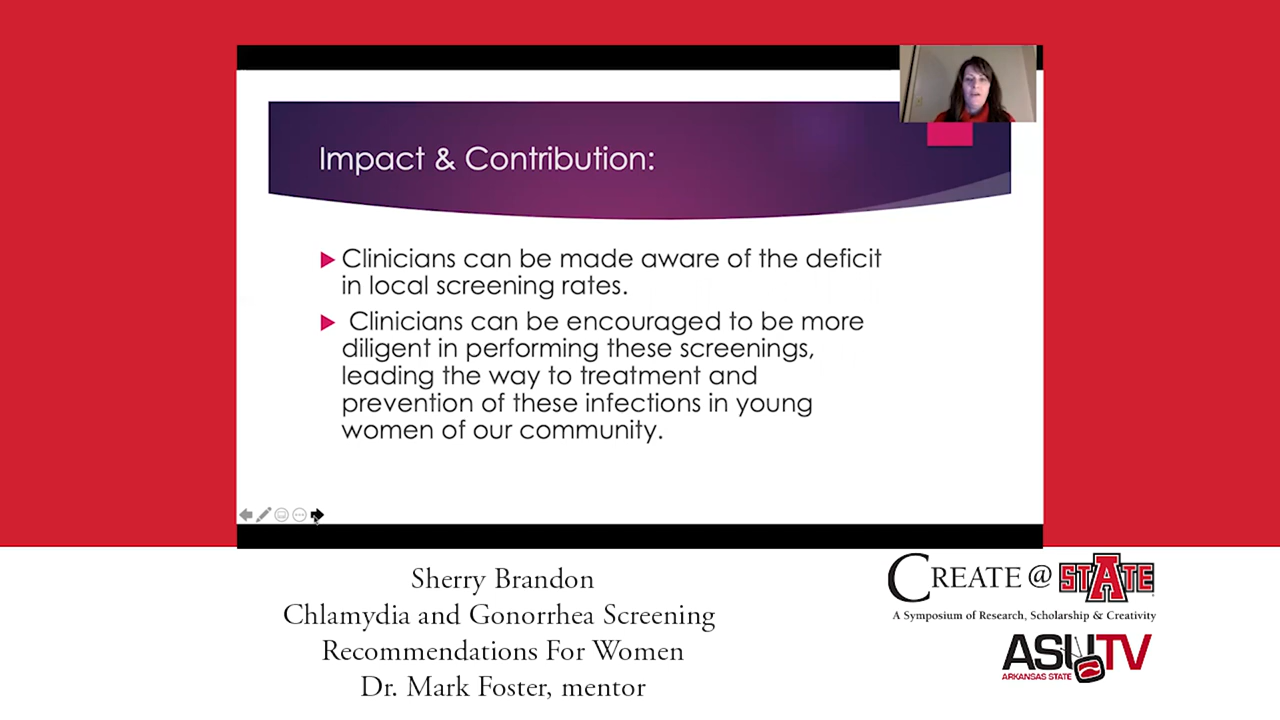 Impact & Contribution:
Clinicians can be made aware of the deficit
in local screening rates.
Clinicians can be encouraged to be more
diligent in performing these screenings,
leading the way to treatment and
prevention of these infections in young
women of our community.
Sherry Brandon
Chlamydia and Gonorrhea Screening
Recommendations For Women
Dr. Mark Foster, mentor
CREATE @ STATE
A Symposium of Research, Scholarship & Creativity
ASUTV
ARKANSAS STATE